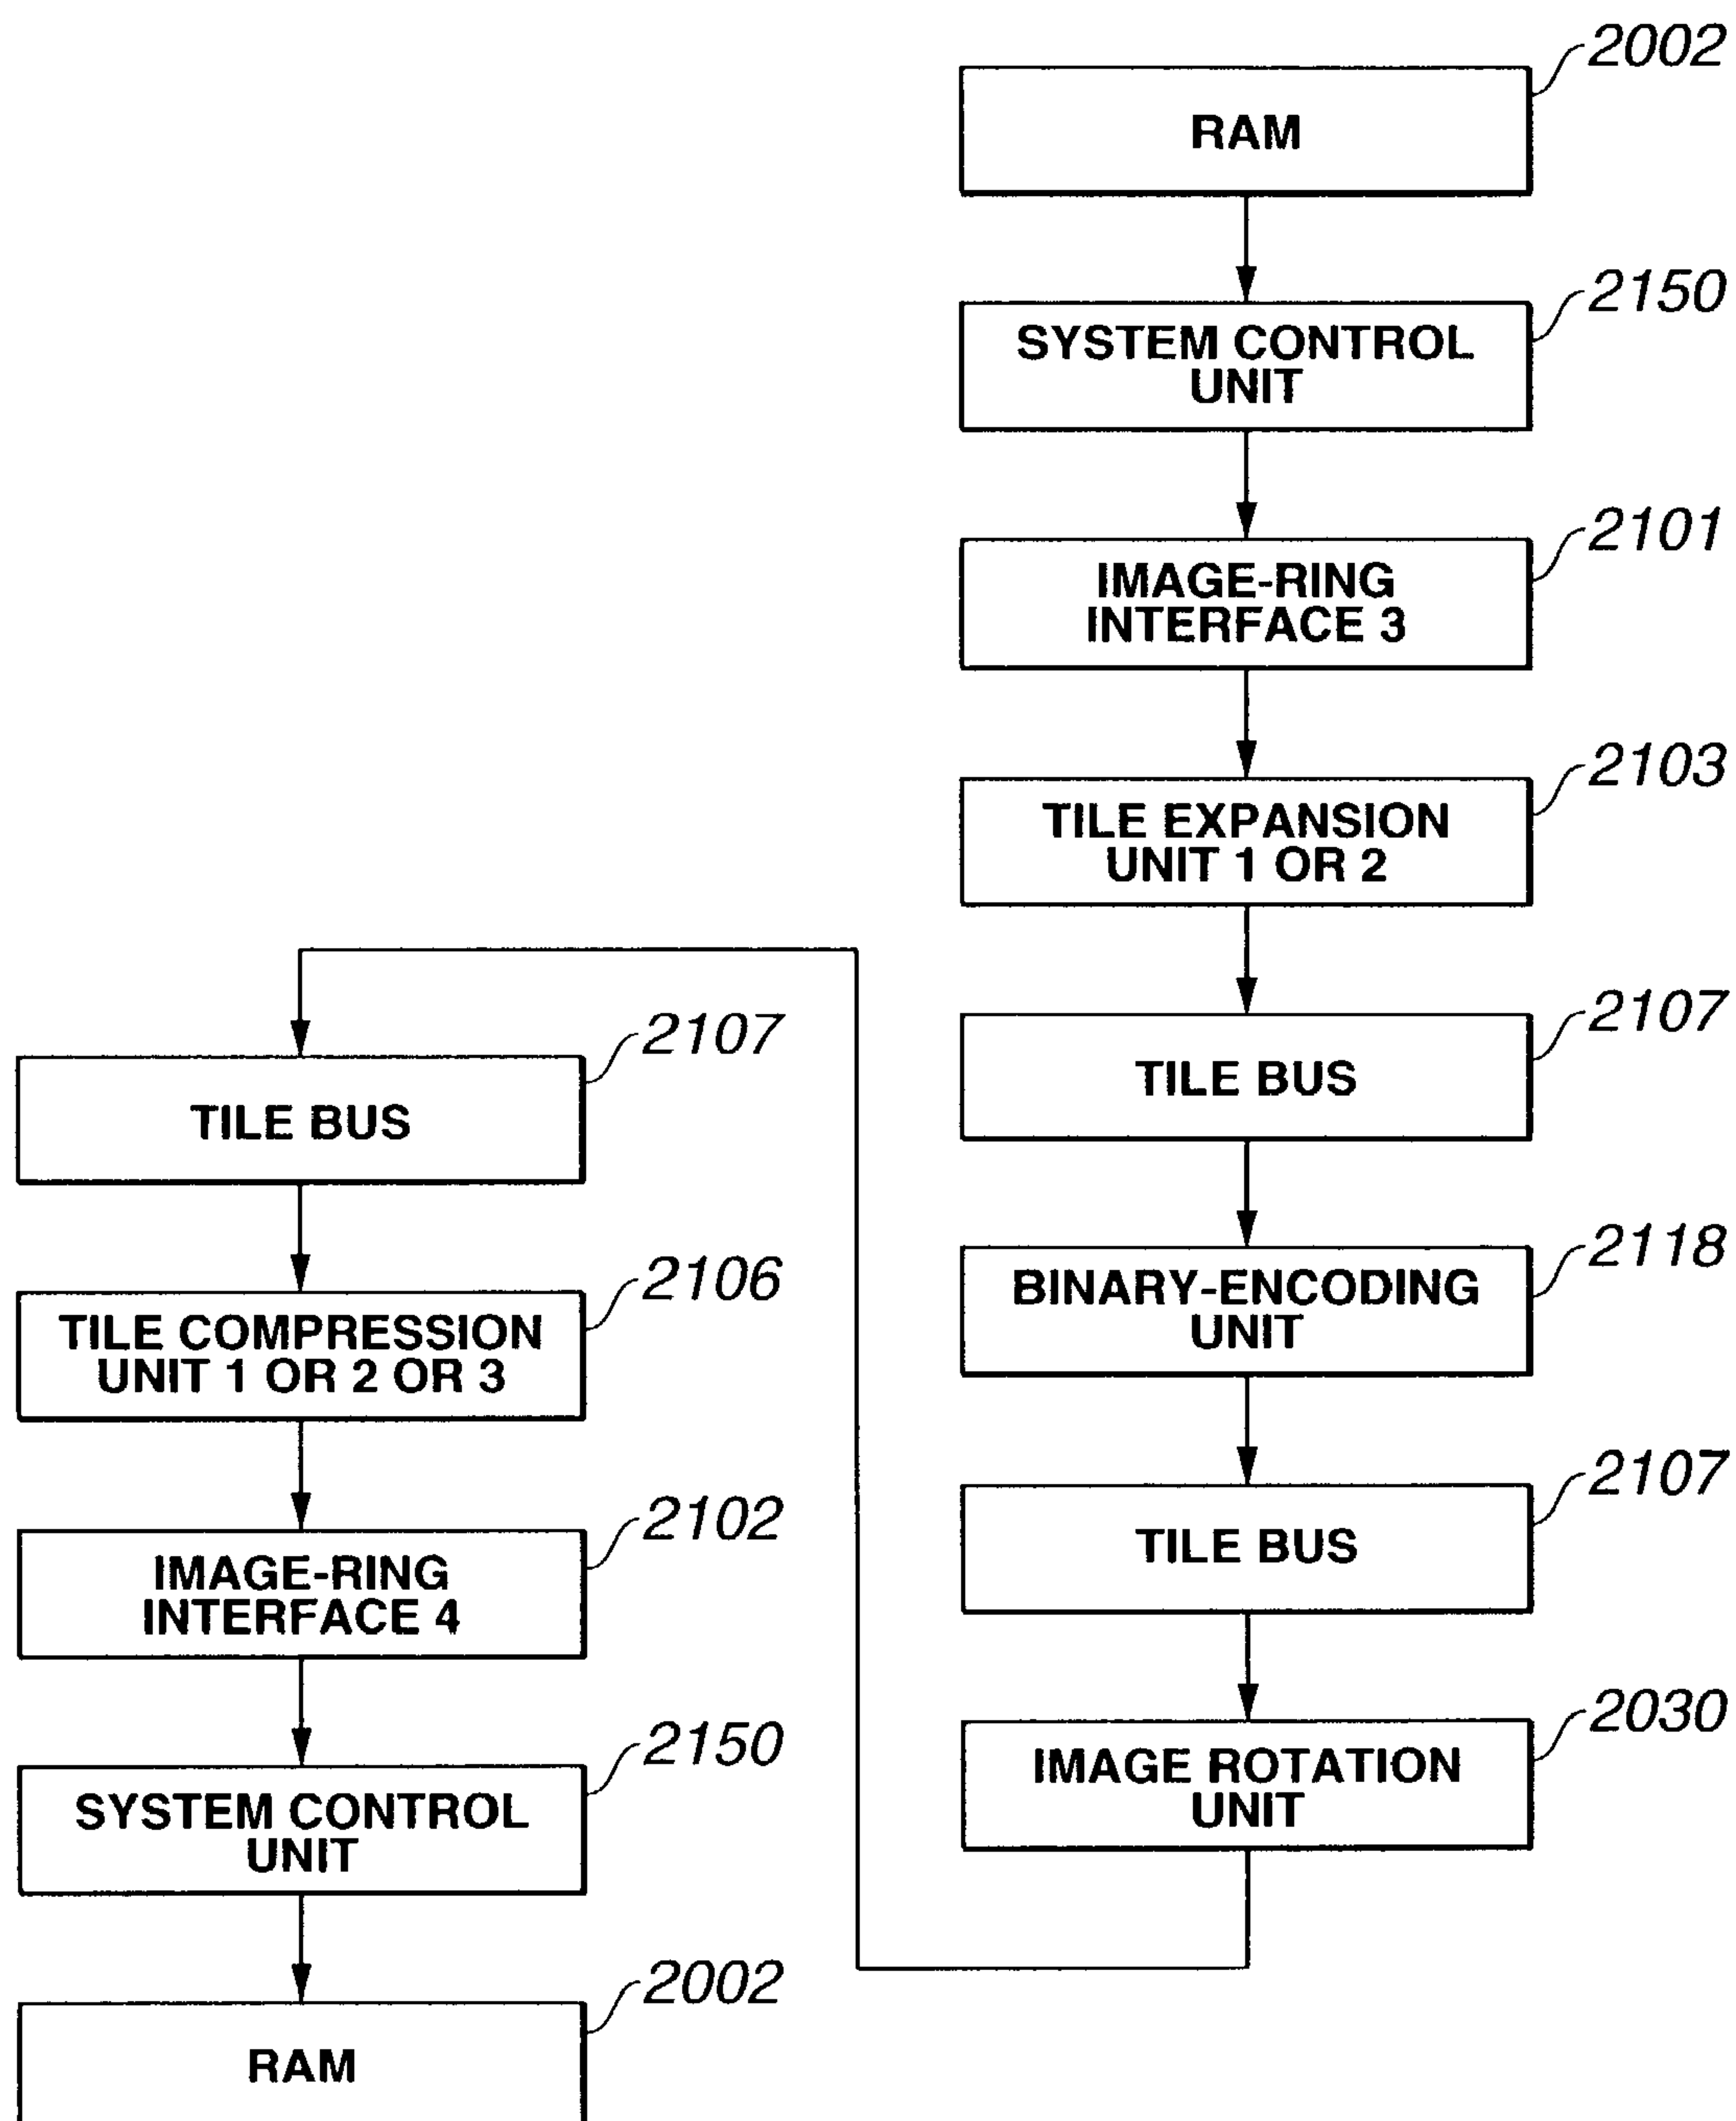 2002
RAM
2150
SYSTEM CONTROL
UNIT
2101
IMAGE-RING
INTERFACE 3
2103
TILE EXPANSION
UNIT 1 OR 2
2107
TILE BUS
2118
BINARY-ENCODING
UNIT
2107
TILE BUS
2030
IMAGE ROTATION
UNIT
2107
TILE BUS
2106
TILE COMPRESSION
UNIT 1 OR 2 OR 3
2102
IMAGE-RING
INTERFACE 4
2150
SYSTEM CONTROL
UNIT
2002
RAM